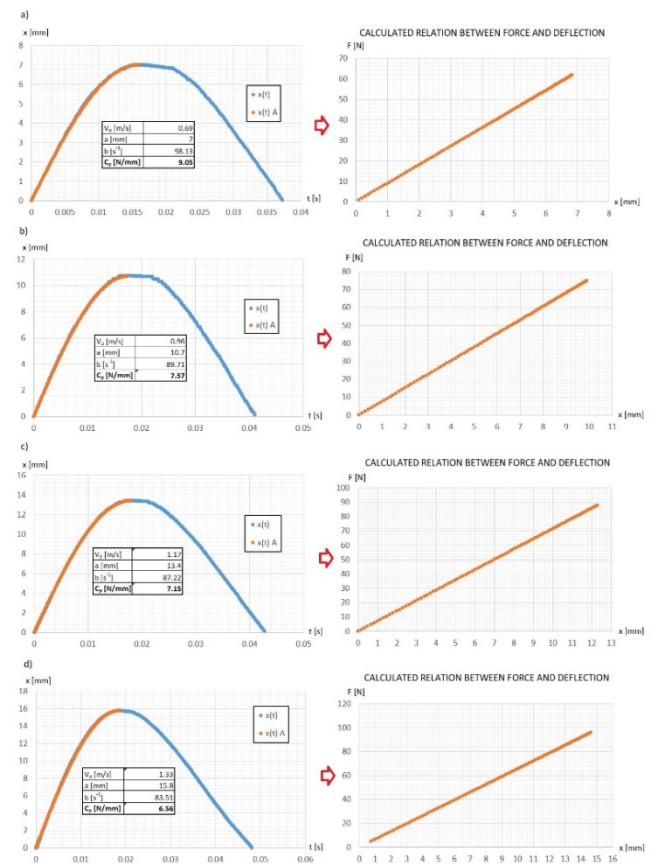 a)
x [mm]
8
7
6
5
4
3
2
1
0
0 0.005 0.01 0.015 0.02 0.025 0.03 0.035 0.04
t [s]
x(t)
x(t) A
V₀ [m/s] 0.69
a [mm] 7
b [s⁻¹] 98.13
Cₚ [N/mm] 9.05
CALCULATED RELATION BETWEEN FORCE AND DEFLECTION
F [N]
70
60
50
40
30
20
10
0
0 1 2 3 4 5 6 7 8
x [mm]
b)
x [mm]
12
10
8
6
4
2
0
0 0.01 0.02 0.03 0.04 0.05
t [s]
x(t)
x(t) A
V₀ [m/s] 0.96
a [mm] 10.7
b [s⁻¹] 89.71
Cₚ [N/mm] 7.57
CALCULATED RELATION BETWEEN FORCE AND DEFLECTION
F [N]
80
70
60
50
40
30
20
10
0
0 1 2 3 4 5 6 7 8 9 10 11
x [mm]
c)
x [mm]
16
14
12
10
8
6
4
2
0
0 0.01 0.02 0.03 0.04 0.05
t [s]
x(t)
x(t) A
V₀ [m/s] 1.17
a [mm] 13.4
b [s⁻¹] 87.22
Cₚ [N/mm] 7.15
CALCULATED RELATION BETWEEN FORCE AND DEFLECTION
F [N]
100
90
80
70
60
50
40
30
20
10
0
0 1 2 3 4 5 6 7 8 9 10 11 12 13
x [mm]
d)
x [mm]
18
16
14
12
10
8
6
4
2
0
0 0.01 0.02 0.03 0.04 0.05 0.06
t [s]
x(t)
x(t) A
V₀ [m/s] 1.33
a [mm] 15.8
b [s⁻¹] 83.51
Cₚ [N/mm] 6.56
CALCULATED RELATION BETWEEN FORCE AND DEFLECTION
F [N]
120
100
80
60
40
20
0
0 1 2 3 4 5 6 7 8 9 10 11 12 13 14 15 16
x [mm]